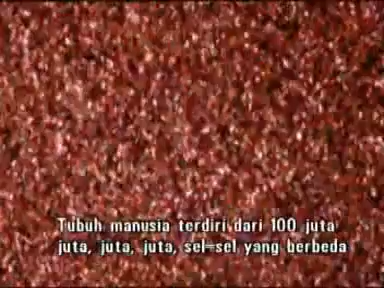 Tubuh manusia terdiri dari 100 juta
juta, juta, juta, sel-sel yang berbeda